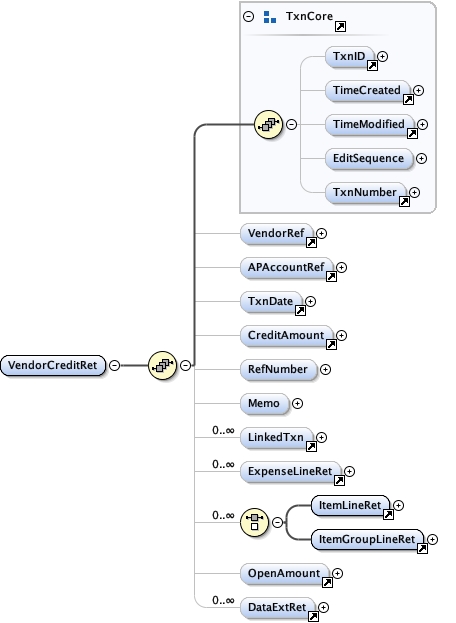 TxnCore
TxnID
TimeCreated
TimeModified
EditSequence
TxnNumber
VendorRef
APAccountRef
TxnDate
CreditAmount
VendorCreditRet
RefNumber
Memo
0..∞
LinkedTxn
0..∞
ExpenseLineRet
0..∞
ItemLineRet
ItemGroupLineRet
OpenAmount
0..∞
DataExtRet